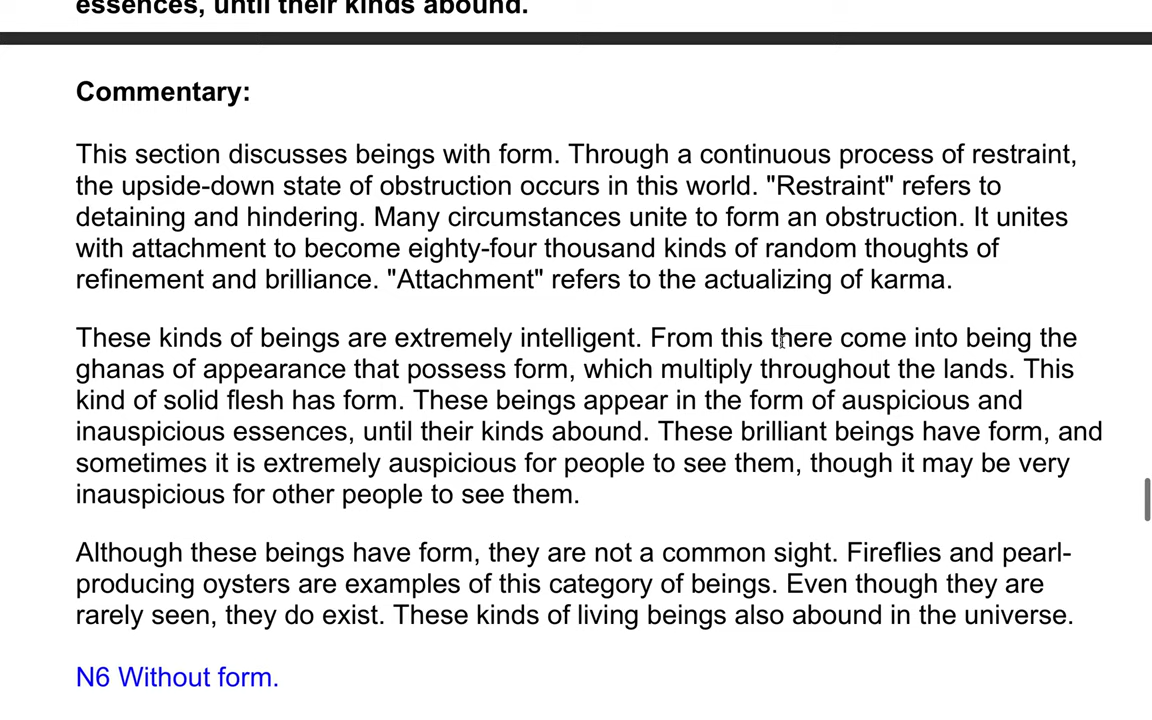 essences, until their kinds abound.
Commentary:
This section discusses beings with form. Through a continuous process of restraint,
the upside-down state of obstruction occurs in this world. "Restraint" refers to
detaining and hindering. Many circumstances unite to form an obstruction. It unites
with attachment to become eighty-four thousand kinds of random thoughts of
refinement and brilliance. "Attachment" refers to the actualizing of karma.
These kinds of beings are extremely intelligent. From this there come into being the
ghanas of appearance that possess form, which multiply throughout the lands. This
kind of solid flesh has form. These beings appear in the form of auspicious and
inauspicious essences, until their kinds abound. These brilliant beings have form, and
sometimes it is extremely auspicious for people to see them, though it may be very
inauspicious for other people to see them.
Although these beings have form, they are not a common sight. Fireflies and pearl-
producing oysters are examples of this category of beings. Even though they are
rarely seen, they do exist. These kinds of living beings also abound in the universe.
N6 Without form.